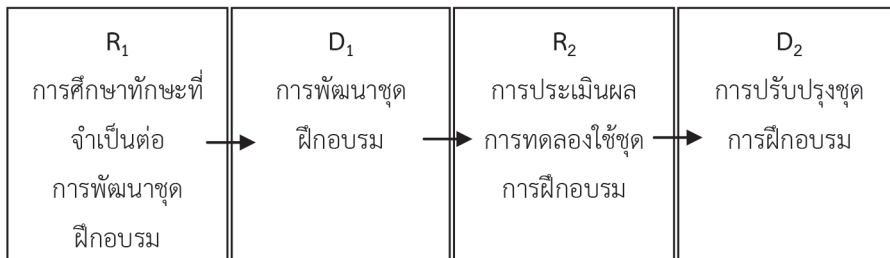 R₁
การศึกษาทักษะที่
จำเป็นต่อ
การพัฒนาชุด
ฝึกอบรม
D₁
การพัฒนาชุด
ฝึกอบรม
R₂
การประเมินผล
การทดลองใช้ชุด
การฝึกอบรม
D₂
การปรับปรุงชุด
การฝึกอบรม